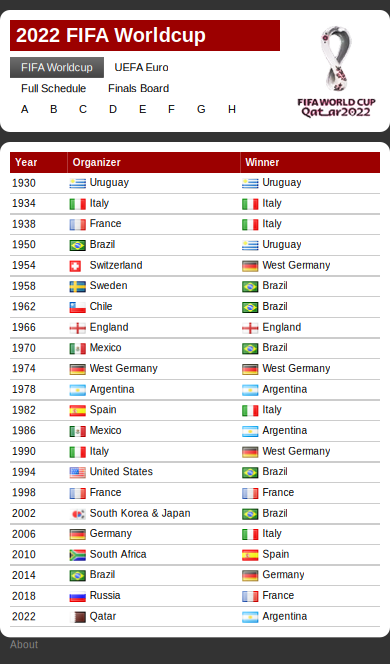 2022 FIFA Worldcup
FIFA Worldcup UEFA Euro
Full Schedule Finals Board
A B C D E F G H
FIFA WORLD CUP
Qatar2022
Year Organizer Winner
1930 Uruguay Uruguay
1934 Italy Italy
1938 France Italy
1950 Brazil Uruguay
1954 Switzerland West Germany
1958 Sweden Brazil
1962 Chile Brazil
1966 England England
1970 Mexico Brazil
1974 West Germany West Germany
1978 Argentina Argentina
1982 Spain Italy
1986 Mexico Argentina
1990 Italy West Germany
1994 United States Brazil
1998 France France
2002 South Korea & Japan Brazil
2006 Germany Italy
2010 South Africa Spain
2014 Brazil Germany
2018 Russia France
2022 Qatar Argentina
About